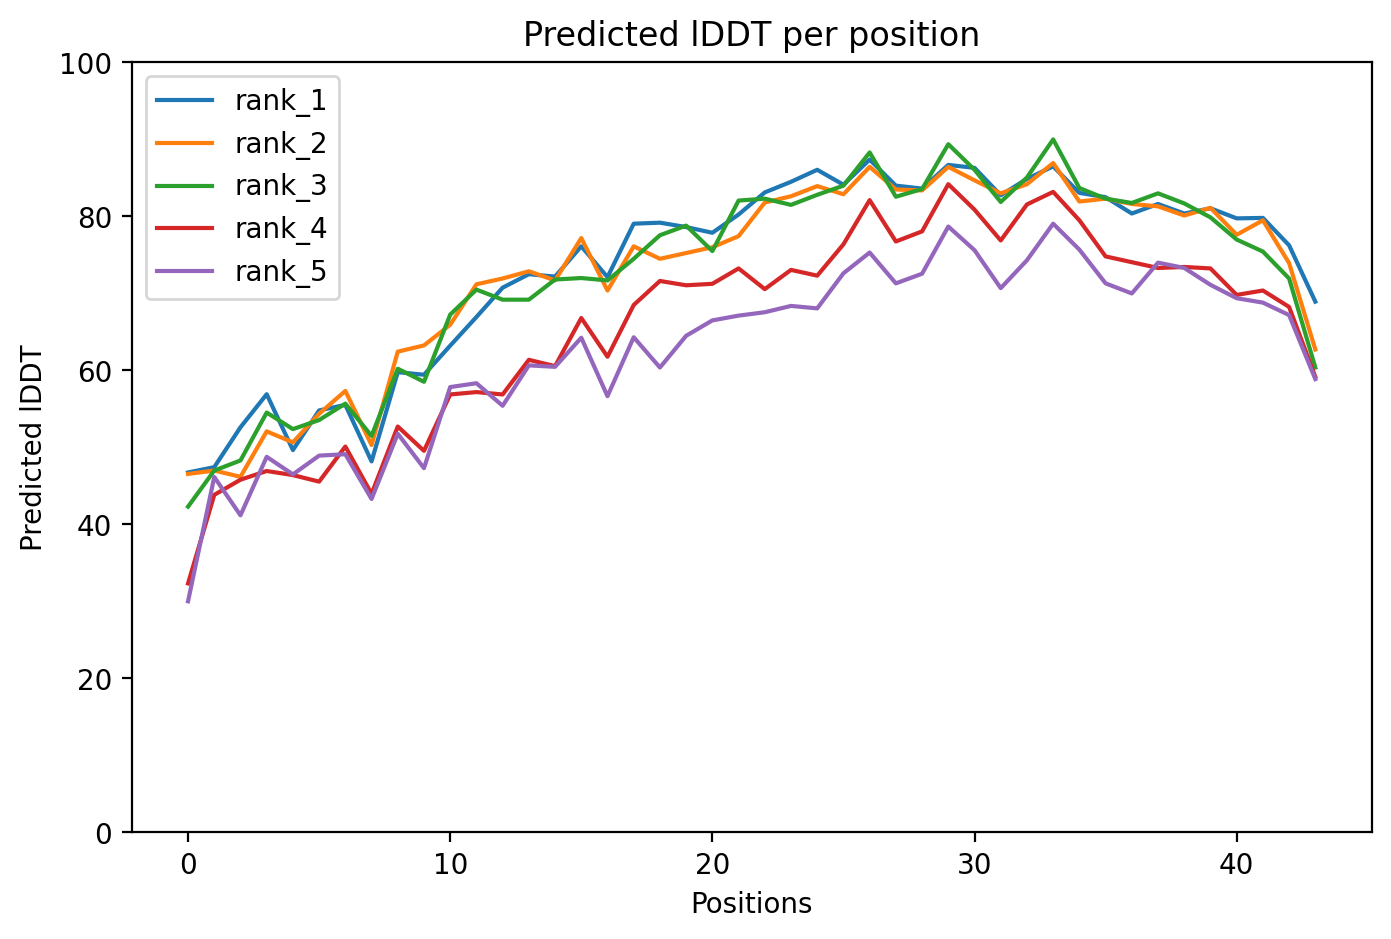 Predicted lDDT per position
100
80
60
40
20
0
Predicted lDDT
rank_1
rank_2
rank_3
rank_4
rank_5
0 10 20 30 40
Positions